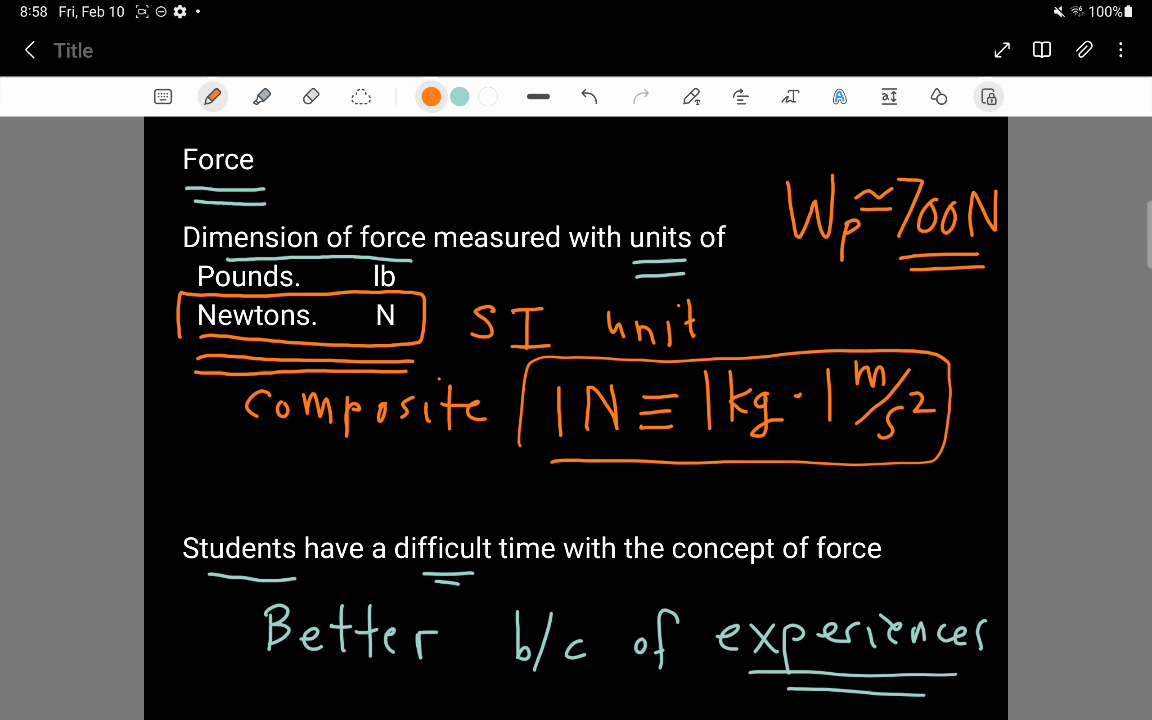 8:58 Fri, Feb 10 100%
Title
Force
W_p ≃ 700N
Dimension of force measured with units of
Pounds. lb
Newtons. N SI unit
composite 1N ≡ 1kg · 1 m/s²
Students have a difficult time with the concept of force
Better b/c of experiences